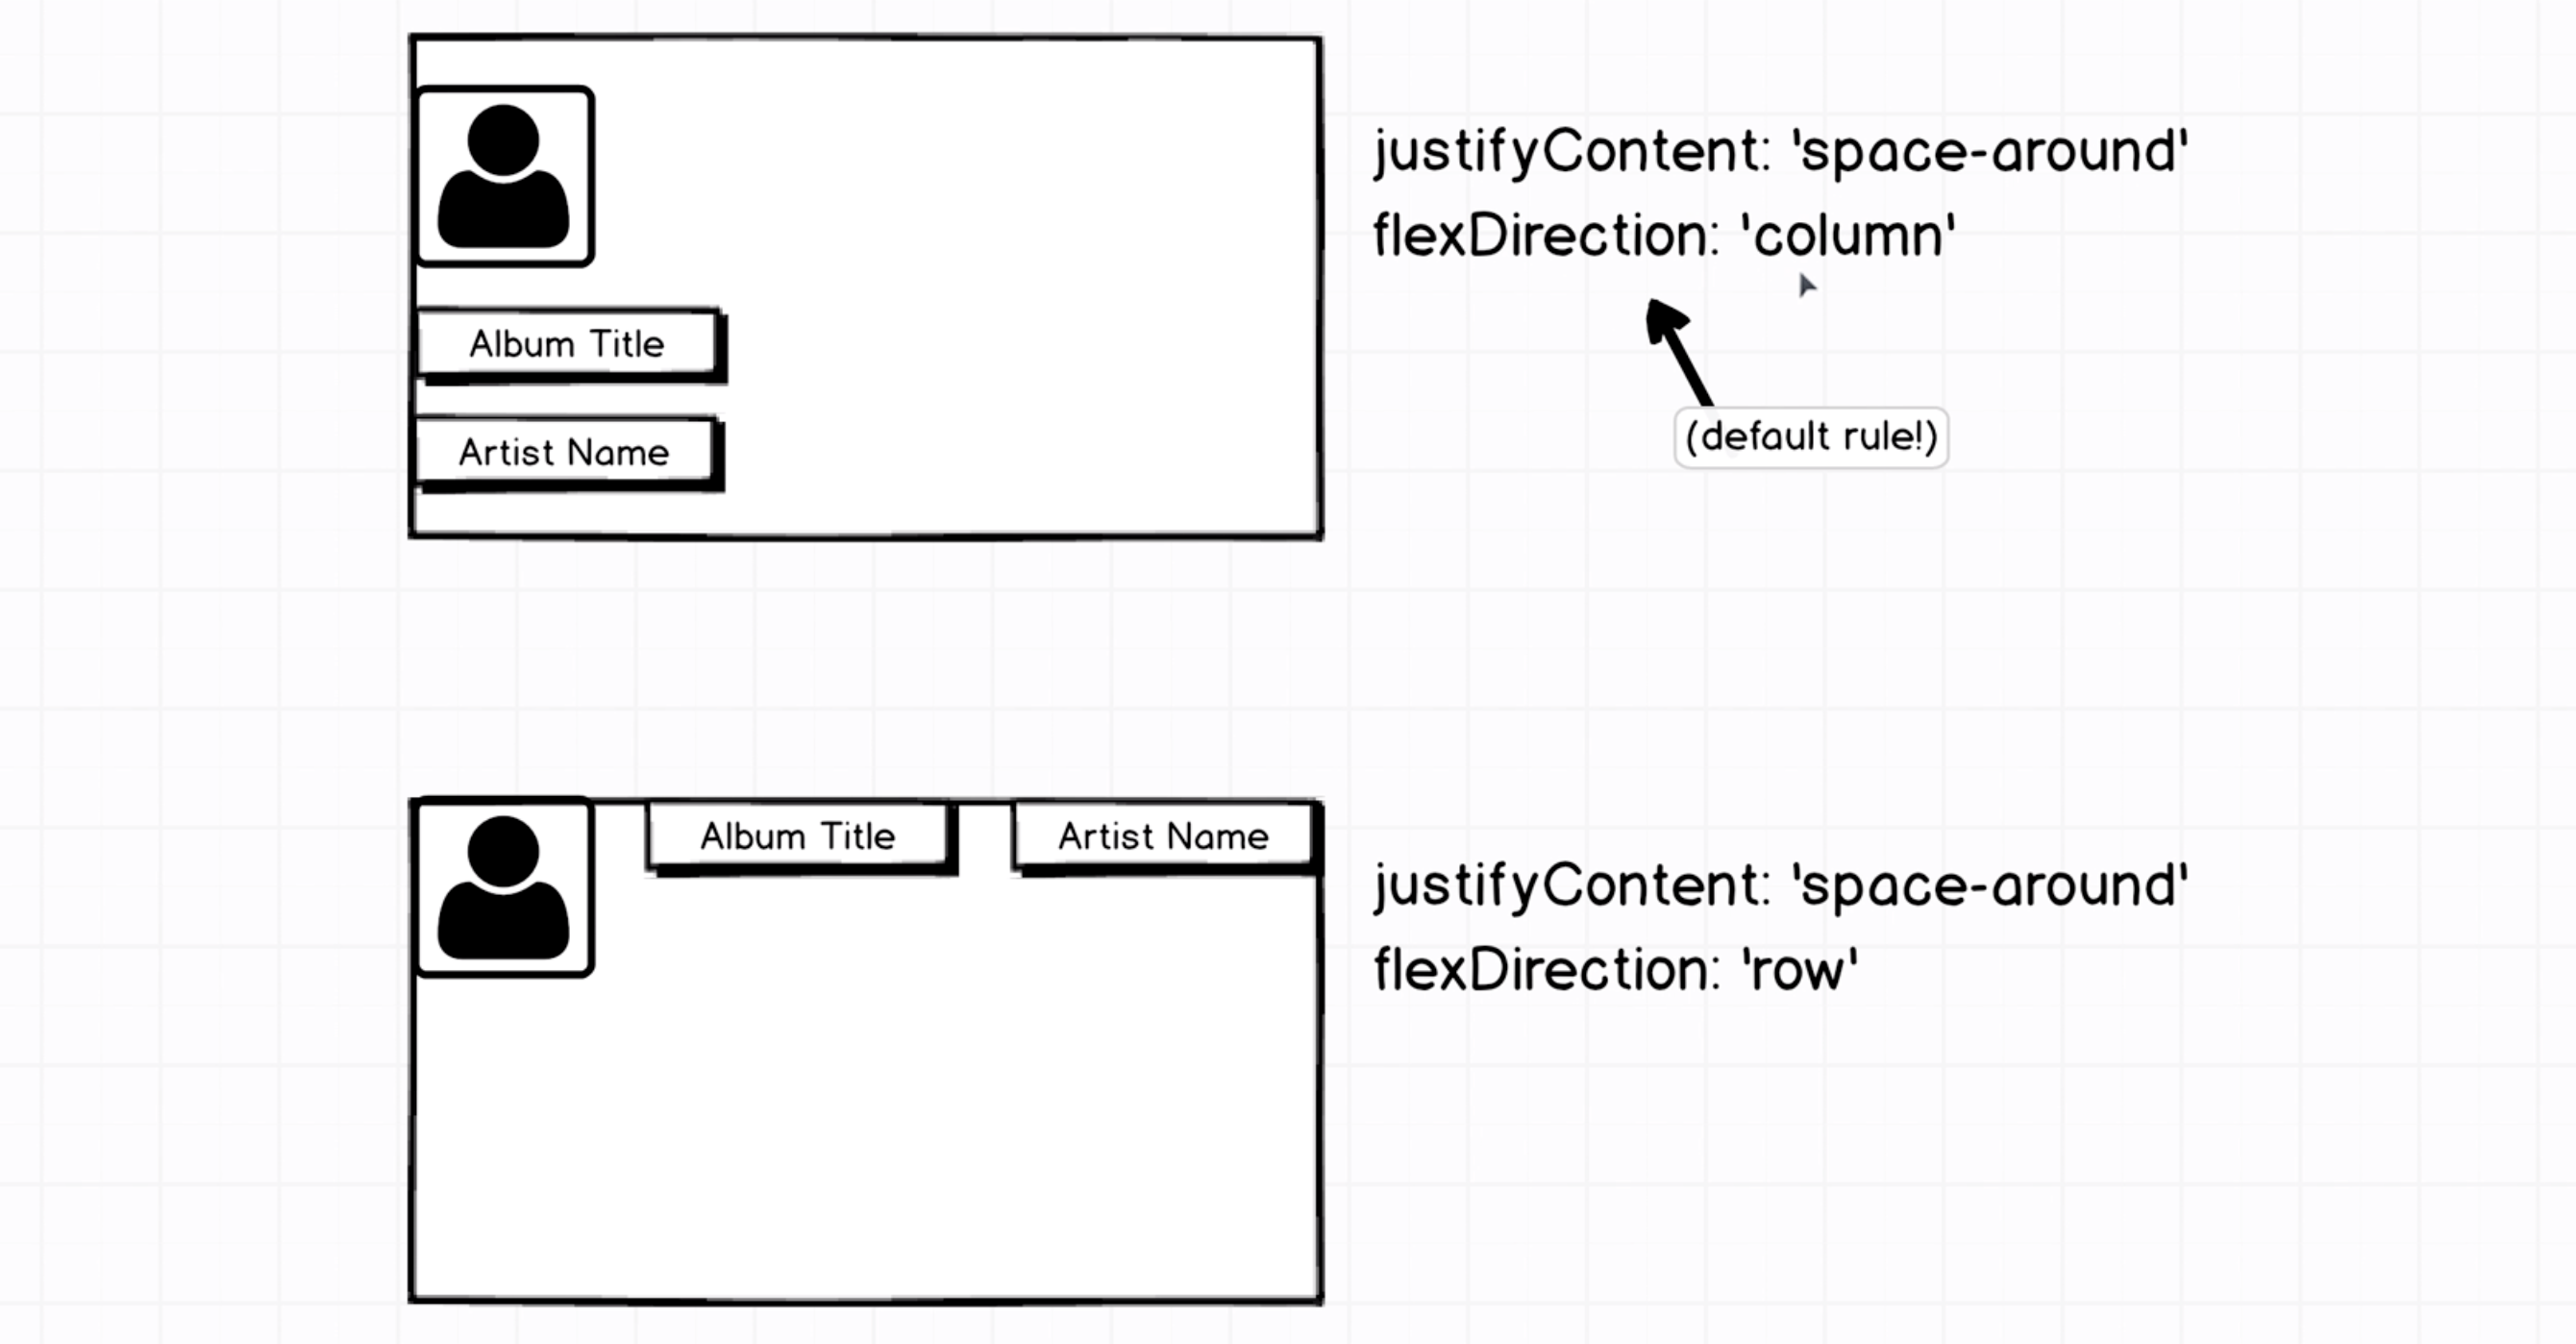 justifyContent: 'space-around'
flexDirection: 'column'
Album Title
(default rule!)
Artist Name
Album Title
Artist Name
justifyContent: 'space-around'
flexDirection: 'row'